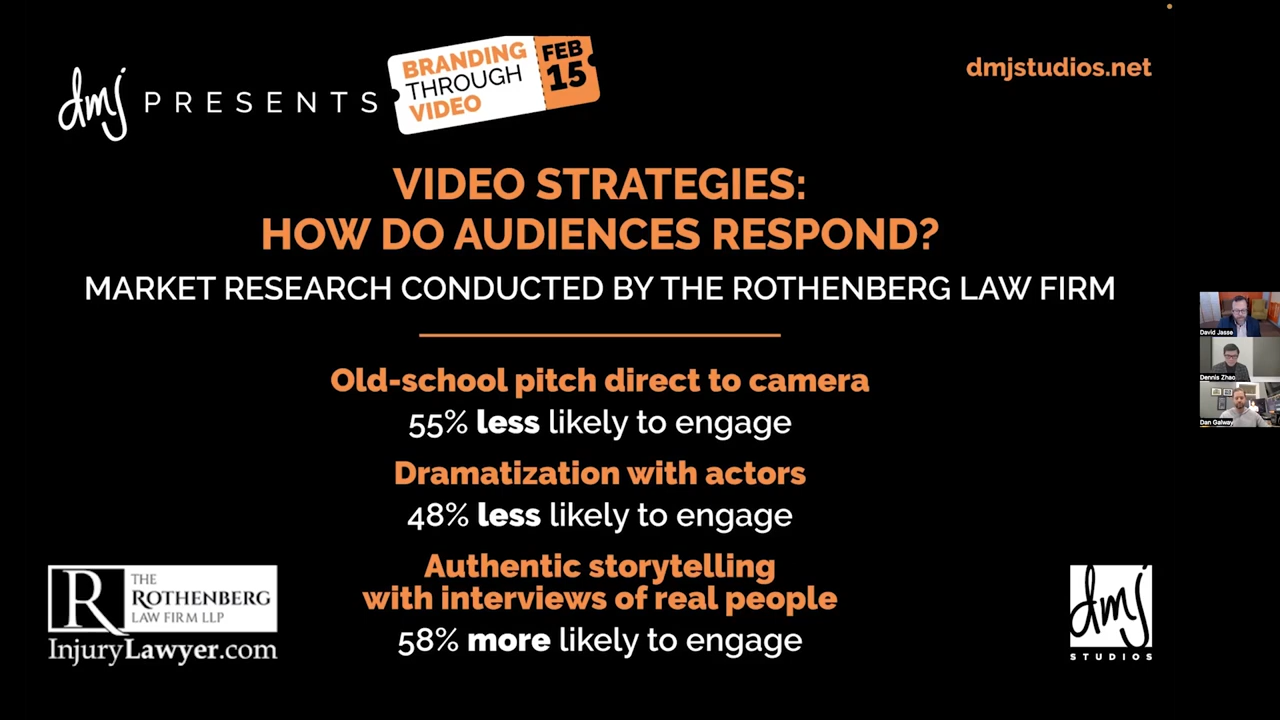 dmj PRESENTS
BRANDING
THROUGH
VIDEO
FEB
15
dmjstudios.net
VIDEO STRATEGIES:
HOW DO AUDIENCES RESPOND?
MARKET RESEARCH CONDUCTED BY THE ROTHENBERG LAW FIRM
Old-school pitch direct to camera
55% less likely to engage
Dramatization with actors
48% less likely to engage
Authentic storytelling
with interviews of real people
58% more likely to engage
R
THE
ROTHENBERG
LAW FIRM LLP
InjuryLawyer.com
dmj
STUDIOS
David Jasse
Dennis Zhao
Dan Galway